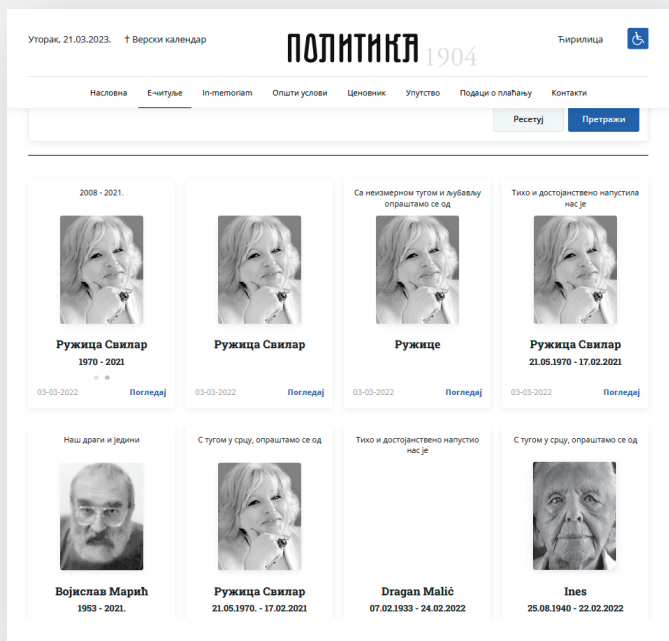 Уторак, 21.03.2023. † Верски календар
ПОЛИТИКА 1904
Ћирилица
Насловна Е-читуље In-memoriam Општи услови Ценовник Упутство Подаци о плаћању Контакти
Ресетуј Претражи
2008 - 2021.
Ружица Свилар
1970 - 2021
03-03-2022 Погледај
Ружица Свилар
03-03-2022 Погледај
Са неизмерном тугом и љубављу
опраштамо се од
Ружице
03-03-2022 Погледај
Тихо и достојанствено напустила
нас је
Ружица Свилар
21.05.1970 - 17.02.2021
03-03-2022 Погледај
Наш драги и једини
Војислав Марић
1953 - 2021.
С тугом у срцу, опраштамо се од
Ружица Свилар
21.05.1970. - 17.02.2021
Тихо и достојанствено напустио
нас је
Dragan Malić
07.02.1933 - 24.02.2022
С тугом у срцу, опраштамо се од
Ines
25.08.1940 - 22.02.2022